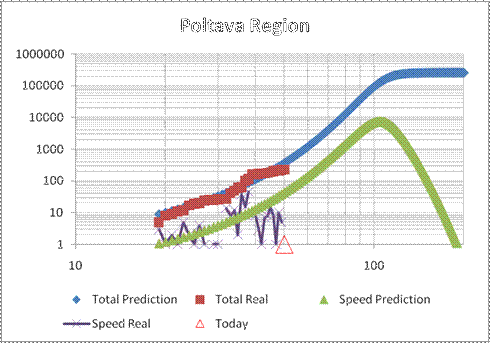 Poltava Region
1000000
100000
10000
1000
100
10
1
10
100
Total Prediction
Total Real
Speed Prediction
Speed Real
Today